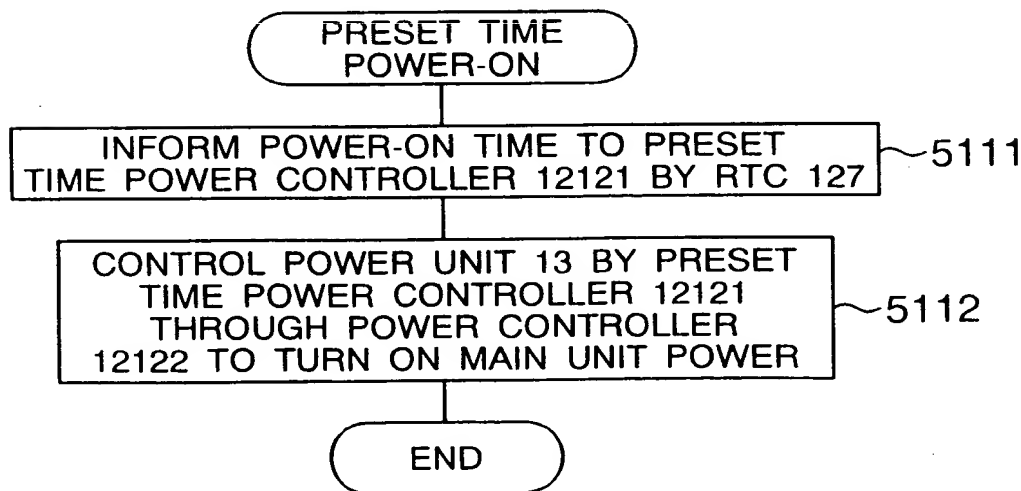 PRESET TIME
POWER-ON
INFORM POWER-ON TIME TO PRESET
TIME POWER CONTROLLER 12121 BY RTC 127
5111
CONTROL POWER UNIT 13 BY PRESET
TIME POWER CONTROLLER 12121
THROUGH POWER CONTROLLER
12122 TO TURN ON MAIN UNIT POWER
5112
END